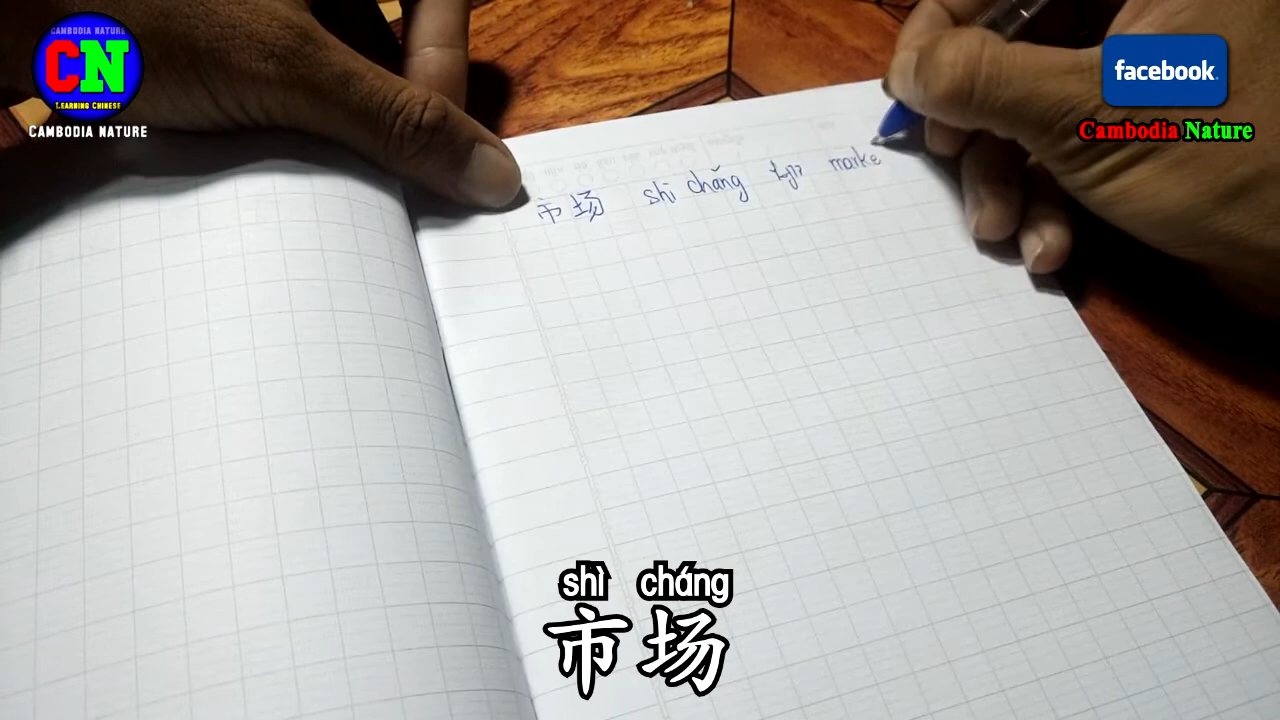 CAMBODIA NATURE
CN
LEARNING CHINESE
CAMBODIA NATURE
facebook
Cambodia Nature
市场 shì chǎng marke
shì cháng
市场